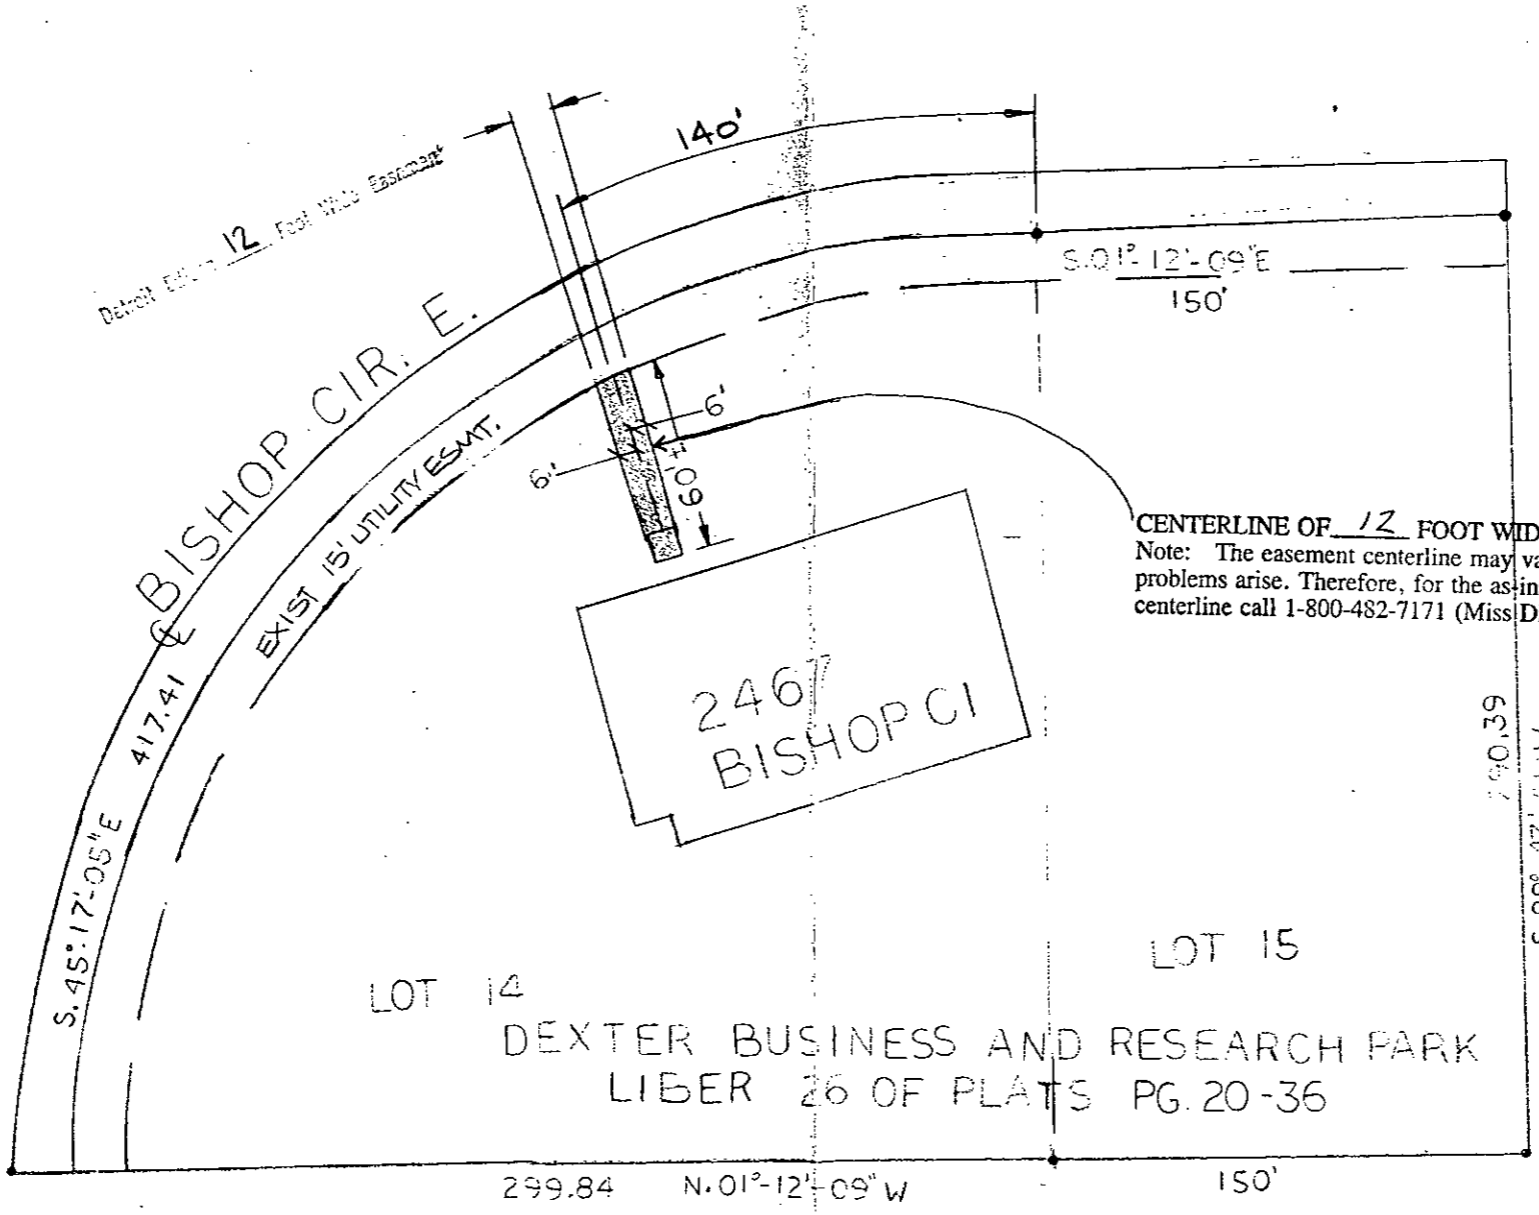 140'
Detroit Edison 12 Foot Wide Easement
BISHOP CIR. E.
S.01°-12'-09"E
150'
6'
6'
60'±
EXIST 15' UTILITY ESMT.
CENTERLINE OF 12 FOOT WID
Note: The easement centerline may va
problems arise. Therefore, for the as-in
centerline call 1-800-482-7171 (Miss D
℄
417.41
S. 45°-17'-05"E
2467
BISHOP CI
290.39
LOT 14
LOT 15
DEXTER BUSINESS AND RESEARCH PARK
LIBER 26 OF PLATS PG. 20-36
299.84 N.01°-12'-09"W
150'